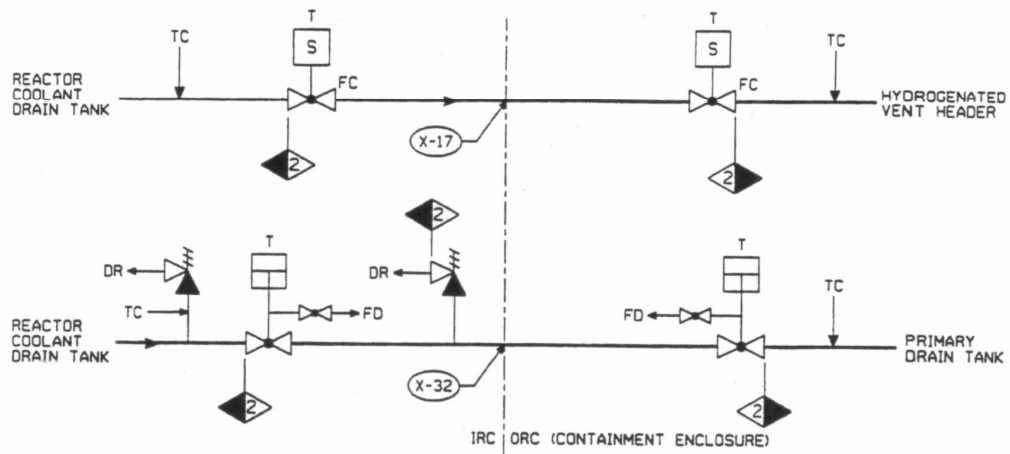 T
T
TC
S
S
TC
REACTOR
COOLANT
DRAIN TANK
FC
FC
HYDROGENATED
VENT HEADER
X-17
2
2
2
T
T
DR
DR
TC
TC
FD
FD
REACTOR
COOLANT
DRAIN TANK
PRIMARY
DRAIN TANK
X-32
2
2
IRC ORC (CONTAINMENT ENCLOSURE)